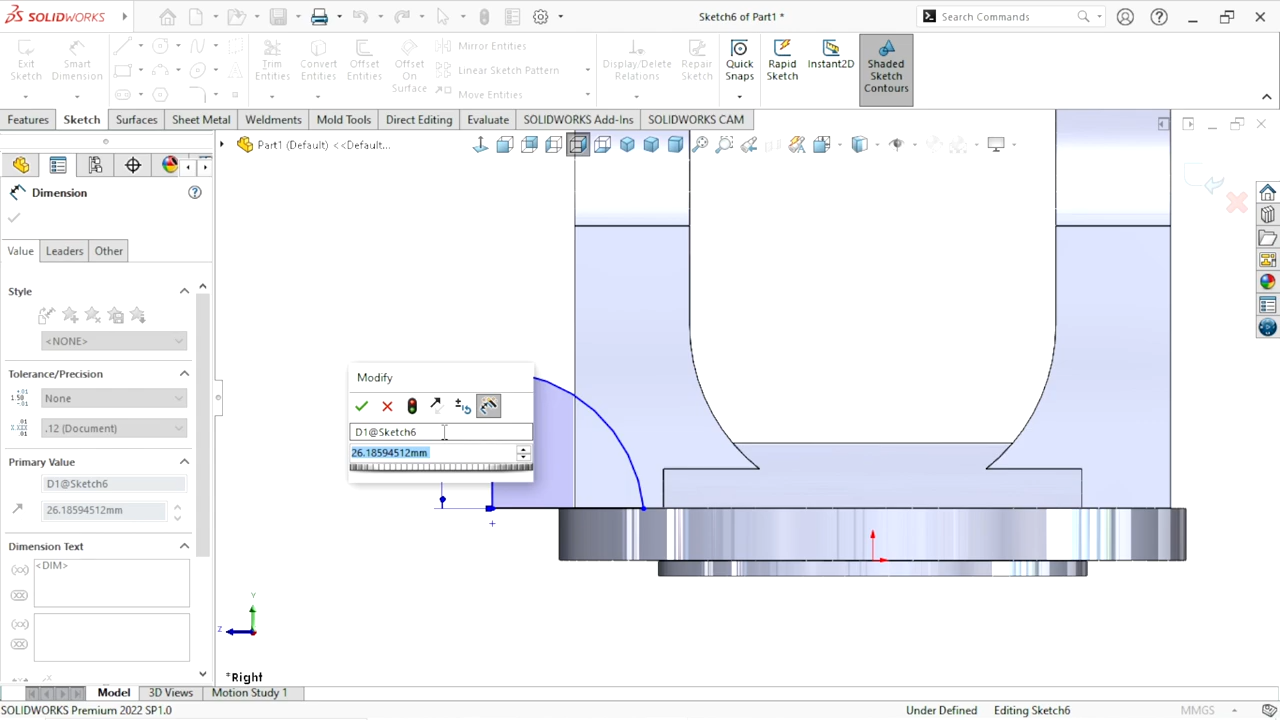 SOLIDWORKS
Sketch6 of Part1 *
Search Commands
Exit Sketch
Smart Dimension
Trim Entities
Convert Entities
Offset Entities
Offset On Surface
Mirror Entities
Linear Sketch Pattern
Move Entities
Display/Delete Relations
Repair Sketch
Quick Snaps
Rapid Sketch
Instant2D
Shaded Sketch Contours
Features
Sketch
Surfaces
Sheet Metal
Weldments
Mold Tools
Direct Editing
Evaluate
SOLIDWORKS Add-Ins
SOLIDWORKS CAM
Part1 (Default) <<Default...
Dimension
Value
Leaders
Other
Style
<NONE>
Tolerance/Precision
None
.12 (Document)
Primary Value
D1@Sketch6
26.18594512mm
Dimension Text
<DIM>
Modify
D1@Sketch6
26.18594512mm
Y
Z
*Right
Model
3D Views
Motion Study 1
SOLIDWORKS Premium 2022 SP1.0
Under Defined
Editing Sketch6
MMGS